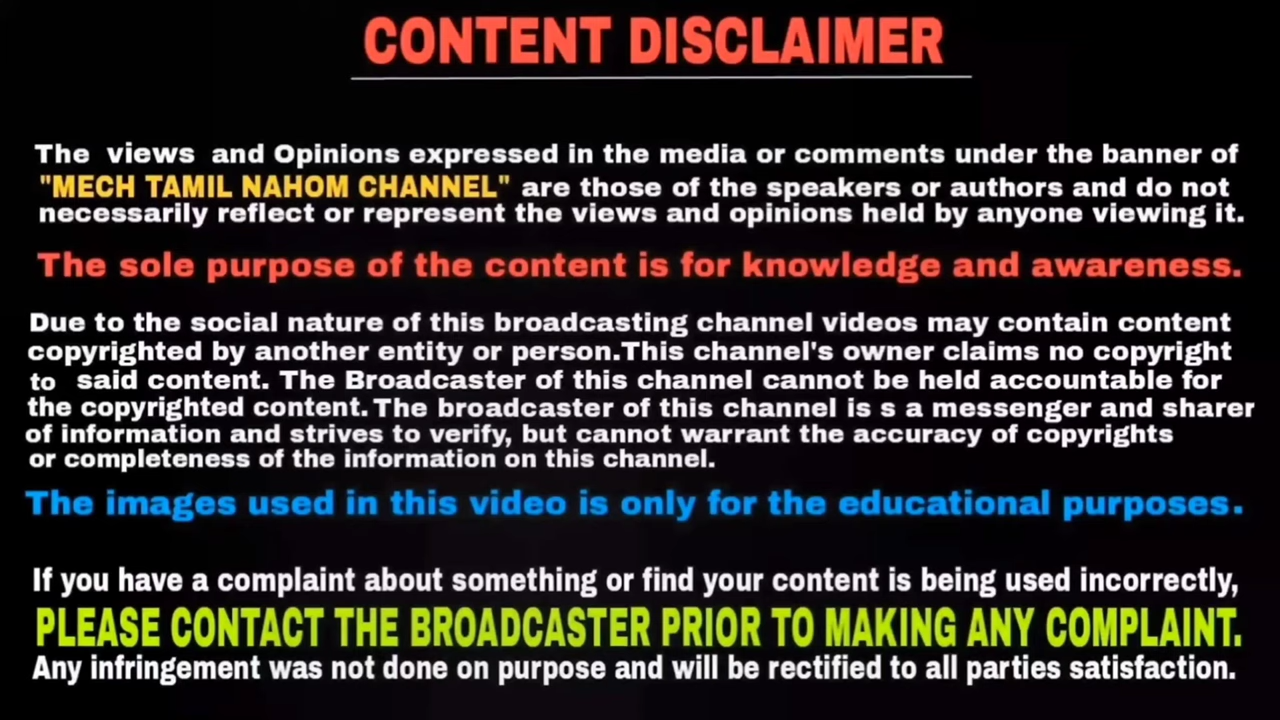 CONTENT DISCLAIMER
The views and Opinions expressed in the media or comments under the banner of
"MECH TAMIL NAHOM CHANNEL" are those of the speakers or authors and do not
necessarily reflect or represent the views and opinions held by anyone viewing it.
The sole purpose of the content is for knowledge and awareness.
Due to the social nature of this broadcasting channel videos may contain content
copyrighted by another entity or person.This channel's owner claims no copyright
to said content. The Broadcaster of this channel cannot be held accountable for
the copyrighted content. The broadcaster of this channel is s a messenger and sharer
of information and strives to verify, but cannot warrant the accuracy of copyrights
or completeness of the information on this channel.
The images used in this video is only for the educational purposes.
If you have a complaint about something or find your content is being used incorrectly,
PLEASE CONTACT THE BROADCASTER PRIOR TO MAKING ANY COMPLAINT.
Any infringement was not done on purpose and will be rectified to all parties satisfaction.